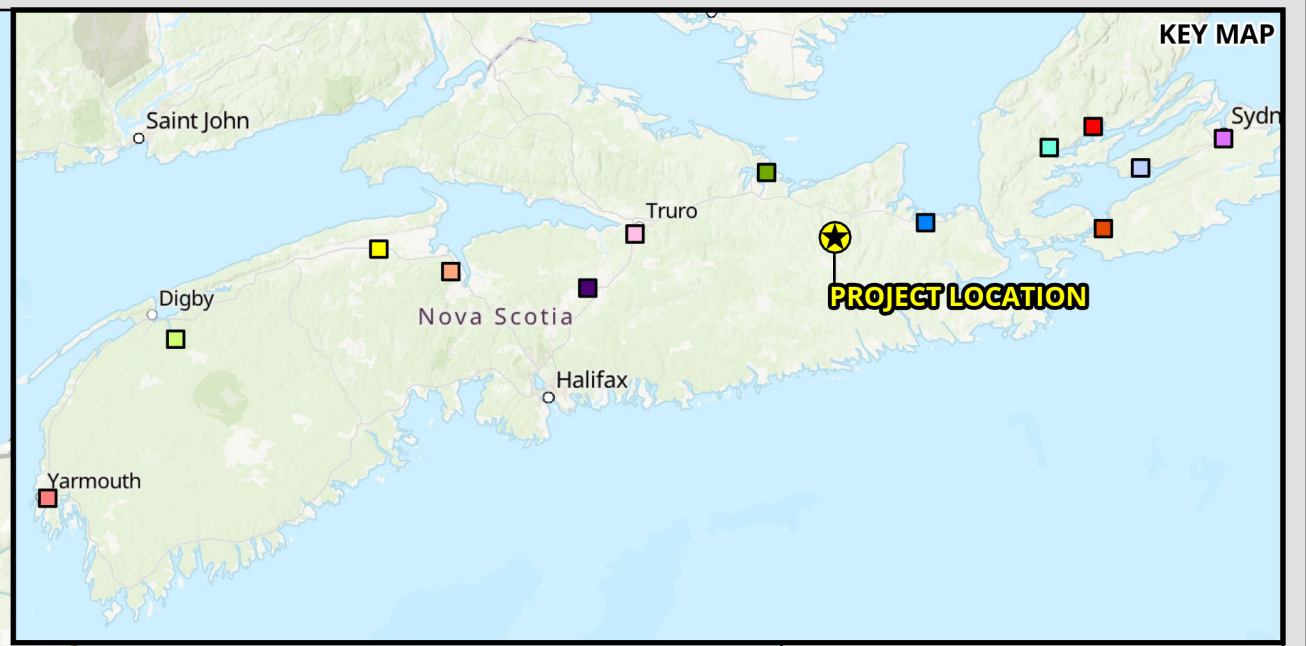 KEY MAP
Saint John
Sydn
Truro
Digby
PROJECT LOCATION
Nova Scotia
Halifax
Yarmouth